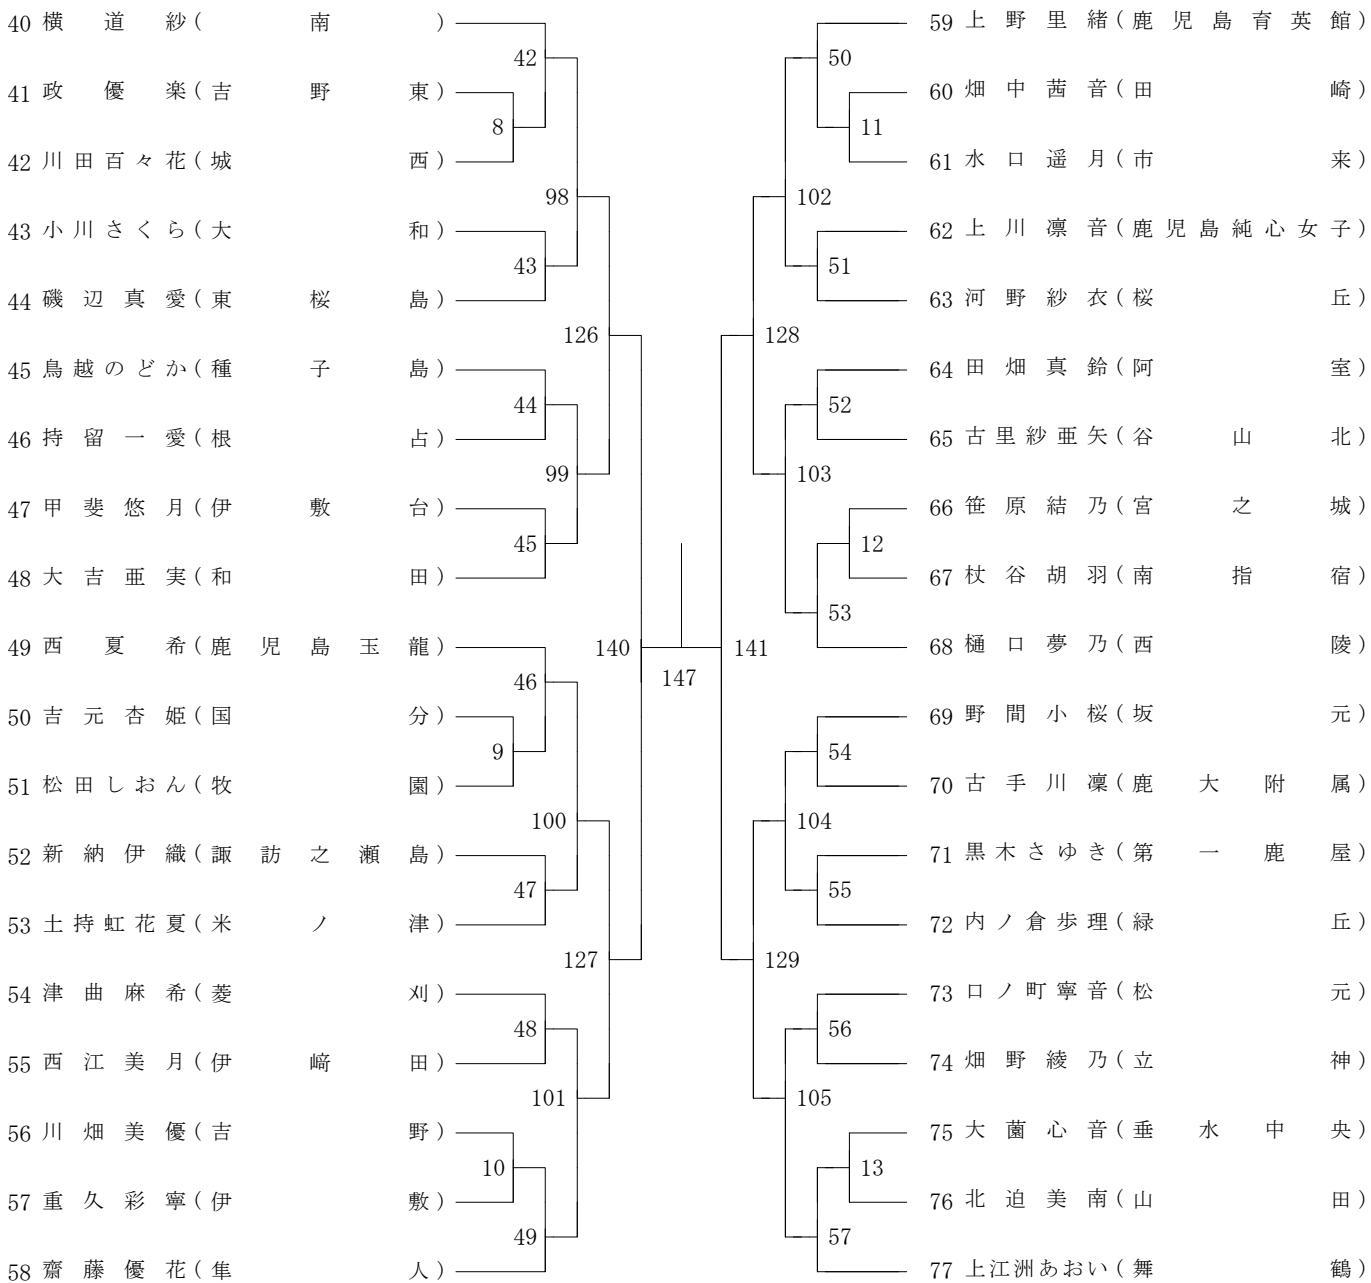 40 横道紗(南)
41 政優楽(吉野東)
42 川田百々花(城西)
43 小川さくら(大和)
44 磯辺真愛(東桜島)
45 鳥越のどか(種子島)
46 持留一愛(根占)
47 甲斐悠月(伊敷台)
48 大吉亜実(和田)
49 西夏希(鹿児島玉龍)
50 吉元杏姫(国分)
51 松田しおん(牧園)
52 新納伊織(諏訪之瀬島)
53 土持虹花夏(米ノ津)
54 津曲麻希(菱刈)
55 西江美月(伊崎田)
56 川畑美優(吉野)
57 重久彩寧(伊敷)
58 齋藤優花(隼人)
42
8
98
43
126
44
99
45
140
46
9
100
47
127
48
101
10
49
147
50
11
102
51
128
52
103
12
53
141
54
104
55
129
56
105
13
57
59 上野里緒(鹿児島育英館)
60 畑中茜音(田崎)
61 水口遥月(市来)
62 上川凛音(鹿児島純心女子)
63 河野紗衣(桜丘)
64 田畑真鈴(阿室)
65 古里紗亜矢(谷山北)
66 笹原結乃(宮之城)
67 杖谷胡羽(南指宿)
68 樋口夢乃(西陵)
69 野間小桜(坂元)
70 古手川凜(鹿大附属)
71 黒木さゆき(第一鹿屋)
72 内ノ倉歩理(緑丘)
73 口ノ町寧音(松元)
74 畑野綾乃(立神)
75 大薗心音(垂水中央)
76 北迫美南(山田)
77 上江洲あおい(舞鶴)